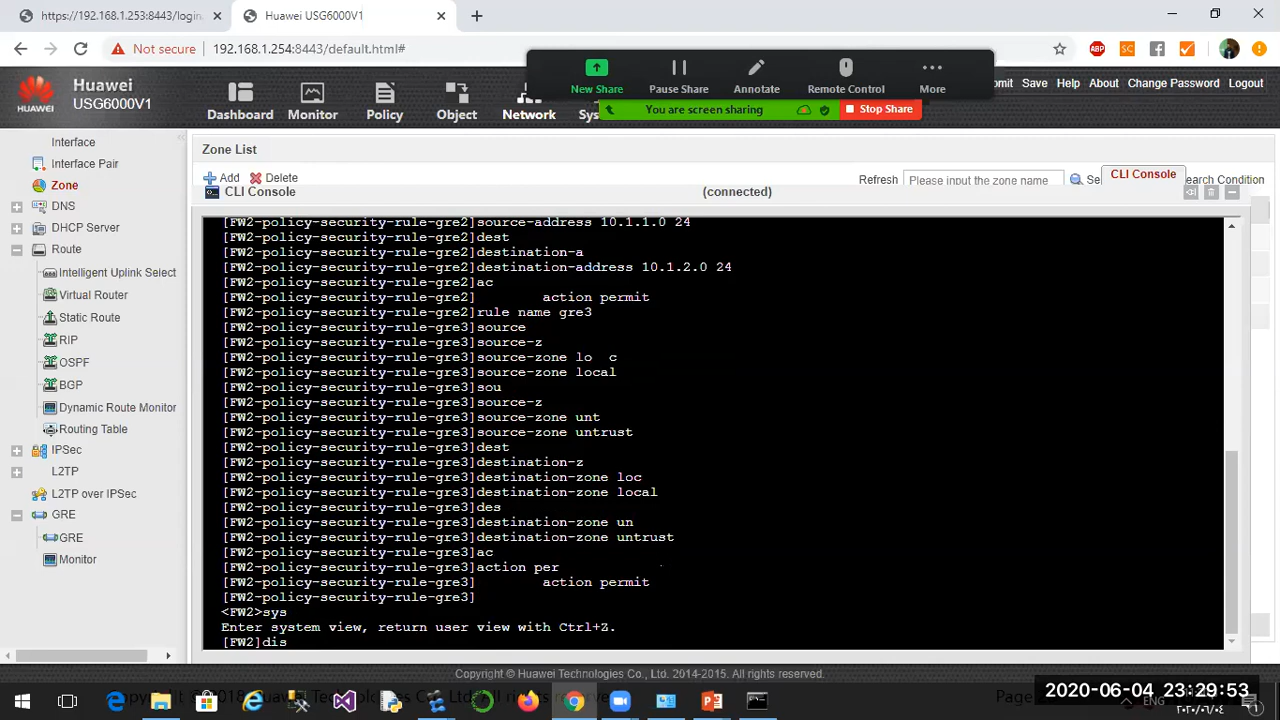 https://192.168.1.253:8443/login.
Huawei USG6000V1
Not secure
192.168.1.254:8443/default.html#
ABP
SC
HUAWEI
Huawei
USG6000V1
Dashboard
Monitor
Policy
Object
Network
New Share
Pause Share
Annotate
Remote Control
More
You are screen sharing
Stop Share
Save
Help
About
Change Password
Logout
Interface
Interface Pair
Zone
DNS
DHCP Server
Route
Intelligent Uplink Select
Virtual Router
Static Route
RIP
OSPF
BGP
Dynamic Route Monitor
Routing Table
IPSec
L2TP
L2TP over IPSec
GRE
GRE
Monitor
Zone List
Add
Delete
Refresh
Please input the zone name
CLI Console
earch Condition
CLI Console
(connected)
[FW2-policy-security-rule-gre2]source-address 10.1.1.0 24
[FW2-policy-security-rule-gre2]dest
[FW2-policy-security-rule-gre2]destination-a
[FW2-policy-security-rule-gre2]destination-address 10.1.2.0 24
[FW2-policy-security-rule-gre2]ac
[FW2-policy-security-rule-gre2] action permit
[FW2-policy-security-rule-gre2]rule name gre3
[FW2-policy-security-rule-gre3]source
[FW2-policy-security-rule-gre3]source-z
[FW2-policy-security-rule-gre3]source-zone lo c
[FW2-policy-security-rule-gre3]source-zone local
[FW2-policy-security-rule-gre3]sou
[FW2-policy-security-rule-gre3]source-z
[FW2-policy-security-rule-gre3]source-zone unt
[FW2-policy-security-rule-gre3]source-zone untrust
[FW2-policy-security-rule-gre3]dest
[FW2-policy-security-rule-gre3]destination-z
[FW2-policy-security-rule-gre3]destination-zone loc
[FW2-policy-security-rule-gre3]destination-zone local
[FW2-policy-security-rule-gre3]des
[FW2-policy-security-rule-gre3]destination-zone un
[FW2-policy-security-rule-gre3]destination-zone untrust
[FW2-policy-security-rule-gre3]ac
[FW2-policy-security-rule-gre3]action per
[FW2-policy-security-rule-gre3] action permit
[FW2-policy-security-rule-gre3]
<FW2>sys
Enter system view, return user view with Ctrl+Z.
[FW2]dis
Copyright © Huawei Technologies Co., Ltd. 2014-2015. All rights reserved.
2020-06-04 23:29:53
ENG
٢٠٢٠/٠٦/٠٤